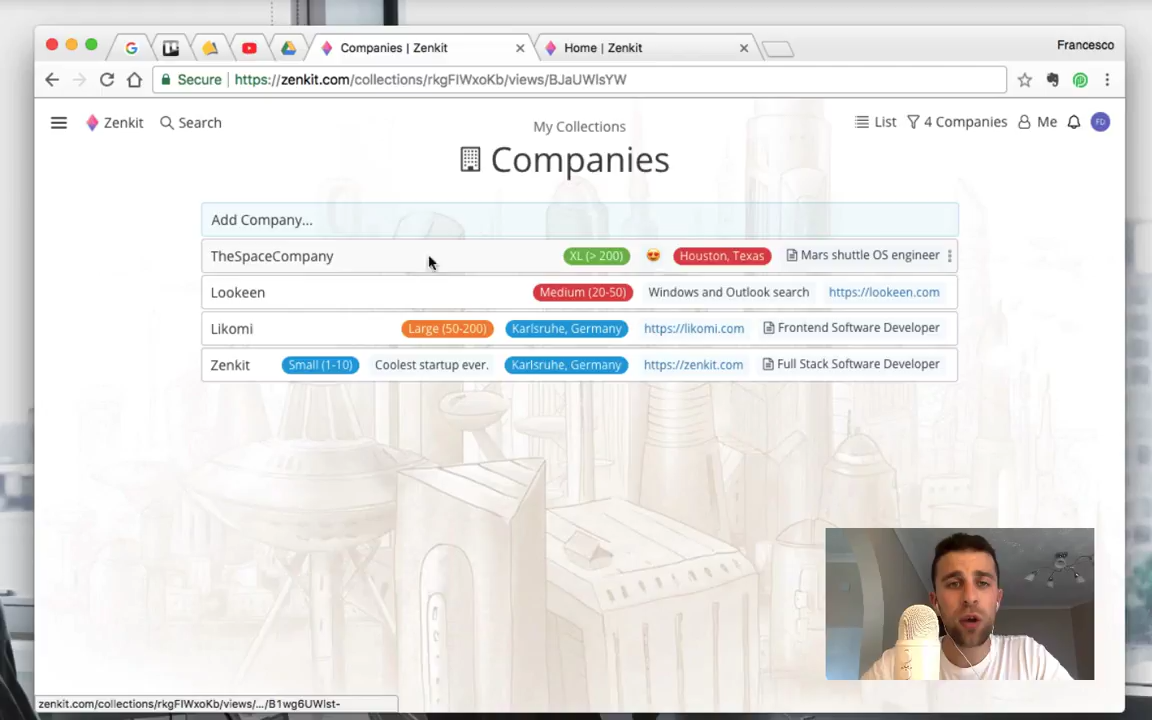 Companies | Zenkit
Home | Zenkit
Francesco
Secure
https://zenkit.com/collections/rkgFIWxoKb/views/BJaUWlsYW
Zenkit
Search
My Collections
List
4 Companies
Me
FD
Companies
Add Company...
TheSpaceCompany
XL (> 200)
Houston, Texas
Mars shuttle OS engineer
Lookeen
Medium (20-50)
Windows and Outlook search
https://lookeen.com
Likomi
Large (50-200)
Karlsruhe, Germany
https://likomi.com
Frontend Software Developer
Zenkit
Small (1-10)
Coolest startup ever.
Karlsruhe, Germany
https://zenkit.com
Full Stack Software Developer
zenkit.com/collections/rkgFIWxoKb/views/.../B1wg6UWlst-